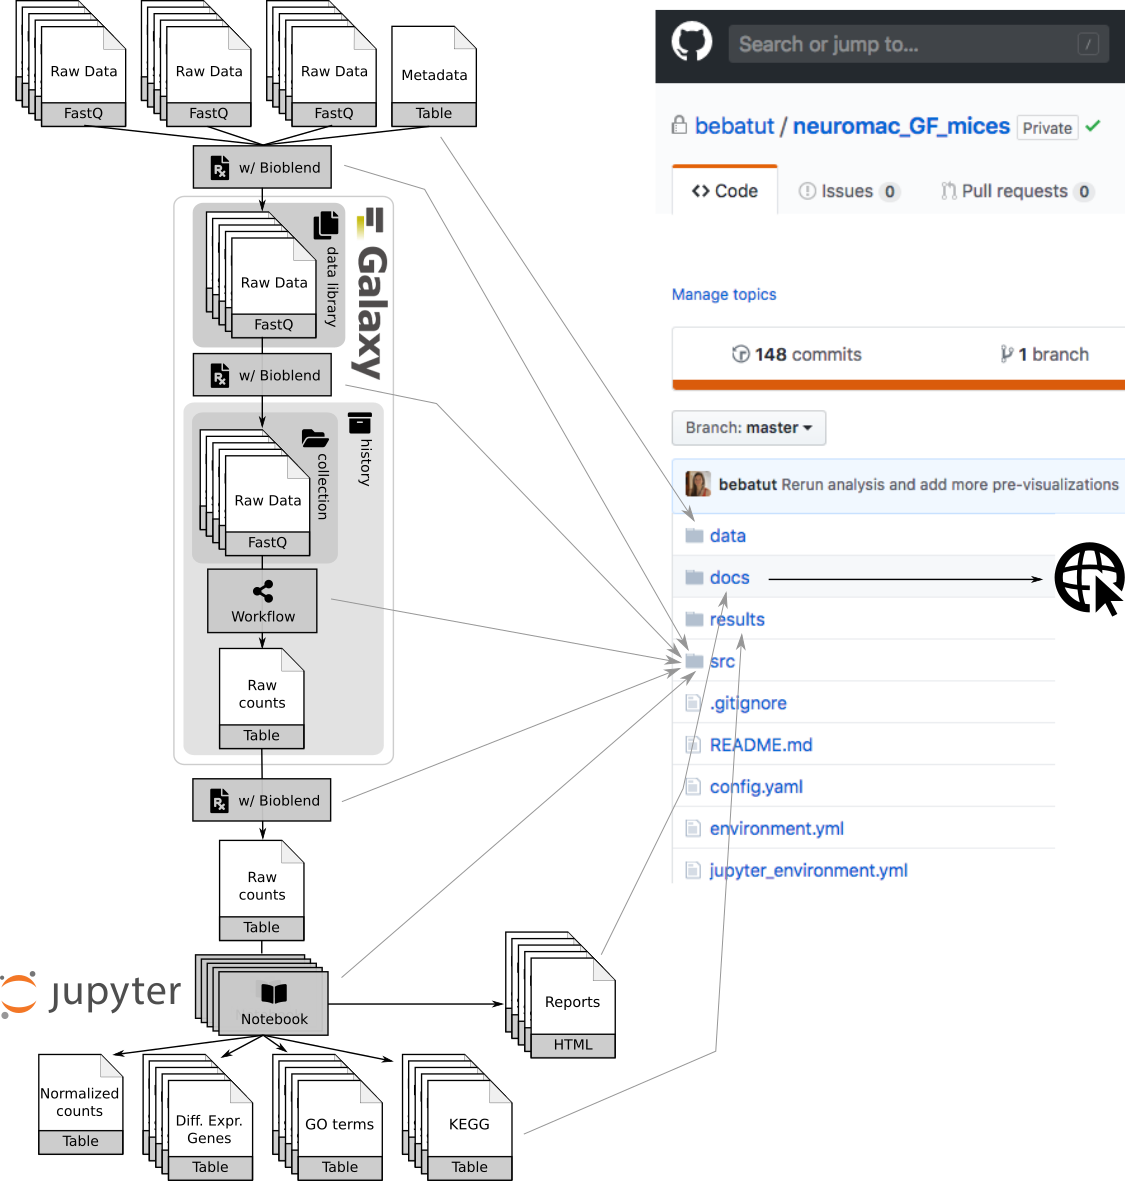 Raw Data
FastQ
Raw Data
FastQ
Raw Data
FastQ
Metadata
Table
w/ Bioblend
Galaxy
data library
Raw Data
FastQ
w/ Bioblend
history
collection
Raw Data
FastQ
Workflow
Raw
counts
Table
w/ Bioblend
Raw
counts
Table
jupyter
Notebook
Reports
HTML
Normalized
counts
Table
Diff. Expr.
Genes
Table
GO terms
Table
KEGG
Table
Search or jump to... /
bebatut / neuromac_GF_mices Private
Code Issues 0 Pull requests 0
Manage topics
148 commits 1 branch
Branch: master
bebatut Rerun analysis and add more pre-visualizations
data
docs
results
src
.gitignore
README.md
config.yaml
environment.yml
jupyter_environment.yml